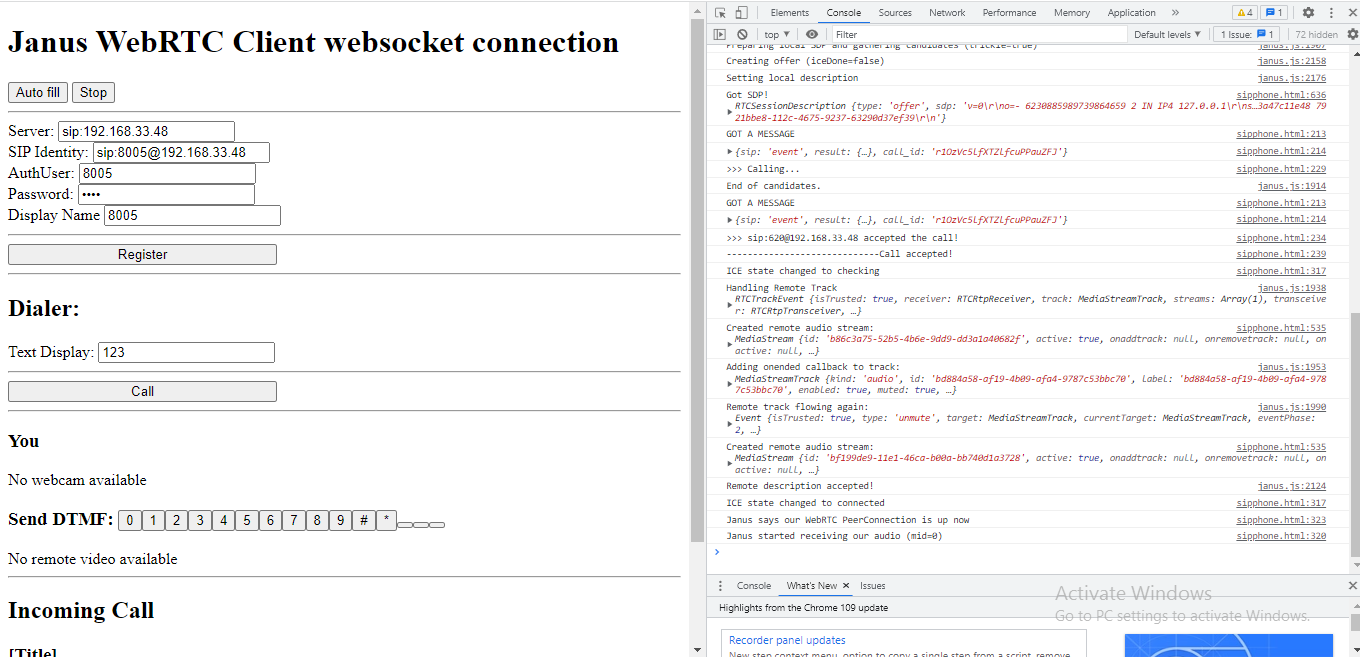 Janus WebRTC Client websocket connection
Auto fill Stop
Server: sip:192.168.33.48
SIP Identity: sip:8005@192.168.33.48
AuthUser: 8005
Password: ••••
Display Name 8005
Register
Dialer:
Text Display: 123
Call
You
No webcam available
Send DTMF: 0 1 2 3 4 5 6 7 8 9 # *
No remote video available
Incoming Call
[Title]
Elements Console Sources Network Performance Memory Application » 4 1
top ▼ Filter Default levels ▼ 1 Issue: 1 72 hidden
Preparing local SDP and gathering candidates (trickle=true) janus.js:1907
Creating offer (iceDone=false) janus.js:2158
Setting local description janus.js:2176
Got SDP! sipphone.html:636
RTCSessionDescription {type: 'offer', sdp: 'v=0\r\no=- 6230885989739864659 2 IN IP4 127.0.0.1\r\ns…3a47c11e48 79
21bbe8-112c-4675-9237-63290d37ef39\r\n'}
GOT A MESSAGE sipphone.html:213
{sip: 'event', result: {…}, call_id: 'r1OzVc5lfXTZlfcuPPauZFJ'} sipphone.html:214
>>> Calling... sipphone.html:229
End of candidates. janus.js:1914
GOT A MESSAGE sipphone.html:213
{sip: 'event', result: {…}, call_id: 'r1OzVc5lfXTZlfcuPPauZFJ'} sipphone.html:214
>>> sip:620@192.168.33.48 accepted the call! sipphone.html:234
-----------------------------Call accepted! sipphone.html:239
ICE state changed to checking sipphone.html:317
Handling Remote Track janus.js:1938
RTCTrackEvent {isTrusted: true, receiver: RTCRtpReceiver, track: MediaStreamTrack, streams: Array(1), transceive
r: RTCRtpTransceiver, …}
Created remote audio stream: sipphone.html:535
MediaStream {id: 'b86c3a75-52b5-4b6e-9dd9-dd3a1a40682f', active: true, onaddtrack: null, onremovetrack: null, on
active: null, …}
Adding onended callback to track: janus.js:1953
MediaStreamTrack {kind: 'audio', id: 'bd884a58-af19-4b09-afa4-9787c53bbc70', label: 'bd884a58-af19-4b09-afa4-978
7c53bbc70', enabled: true, muted: true, …}
Remote track flowing again: janus.js:1990
Event {isTrusted: true, type: 'unmute', target: MediaStreamTrack, currentTarget: MediaStreamTrack, eventPhase:
2, …}
Created remote audio stream: sipphone.html:535
MediaStream {id: 'bf199de9-11e1-46ca-b00a-bb740d1a3728', active: true, onaddtrack: null, onremovetrack: null, on
active: null, …}
Remote description accepted! janus.js:2124
ICE state changed to connected sipphone.html:317
Janus says our WebRTC PeerConnection is up now sipphone.html:323
Janus started receiving our audio (mid=0) sipphone.html:320
Console What's New × Issues
Highlights from the Chrome 109 update
Activate Windows
Go to PC settings to activate Windows.
Recorder panel updates
New step context menu, option to copy a single step from a script, remove